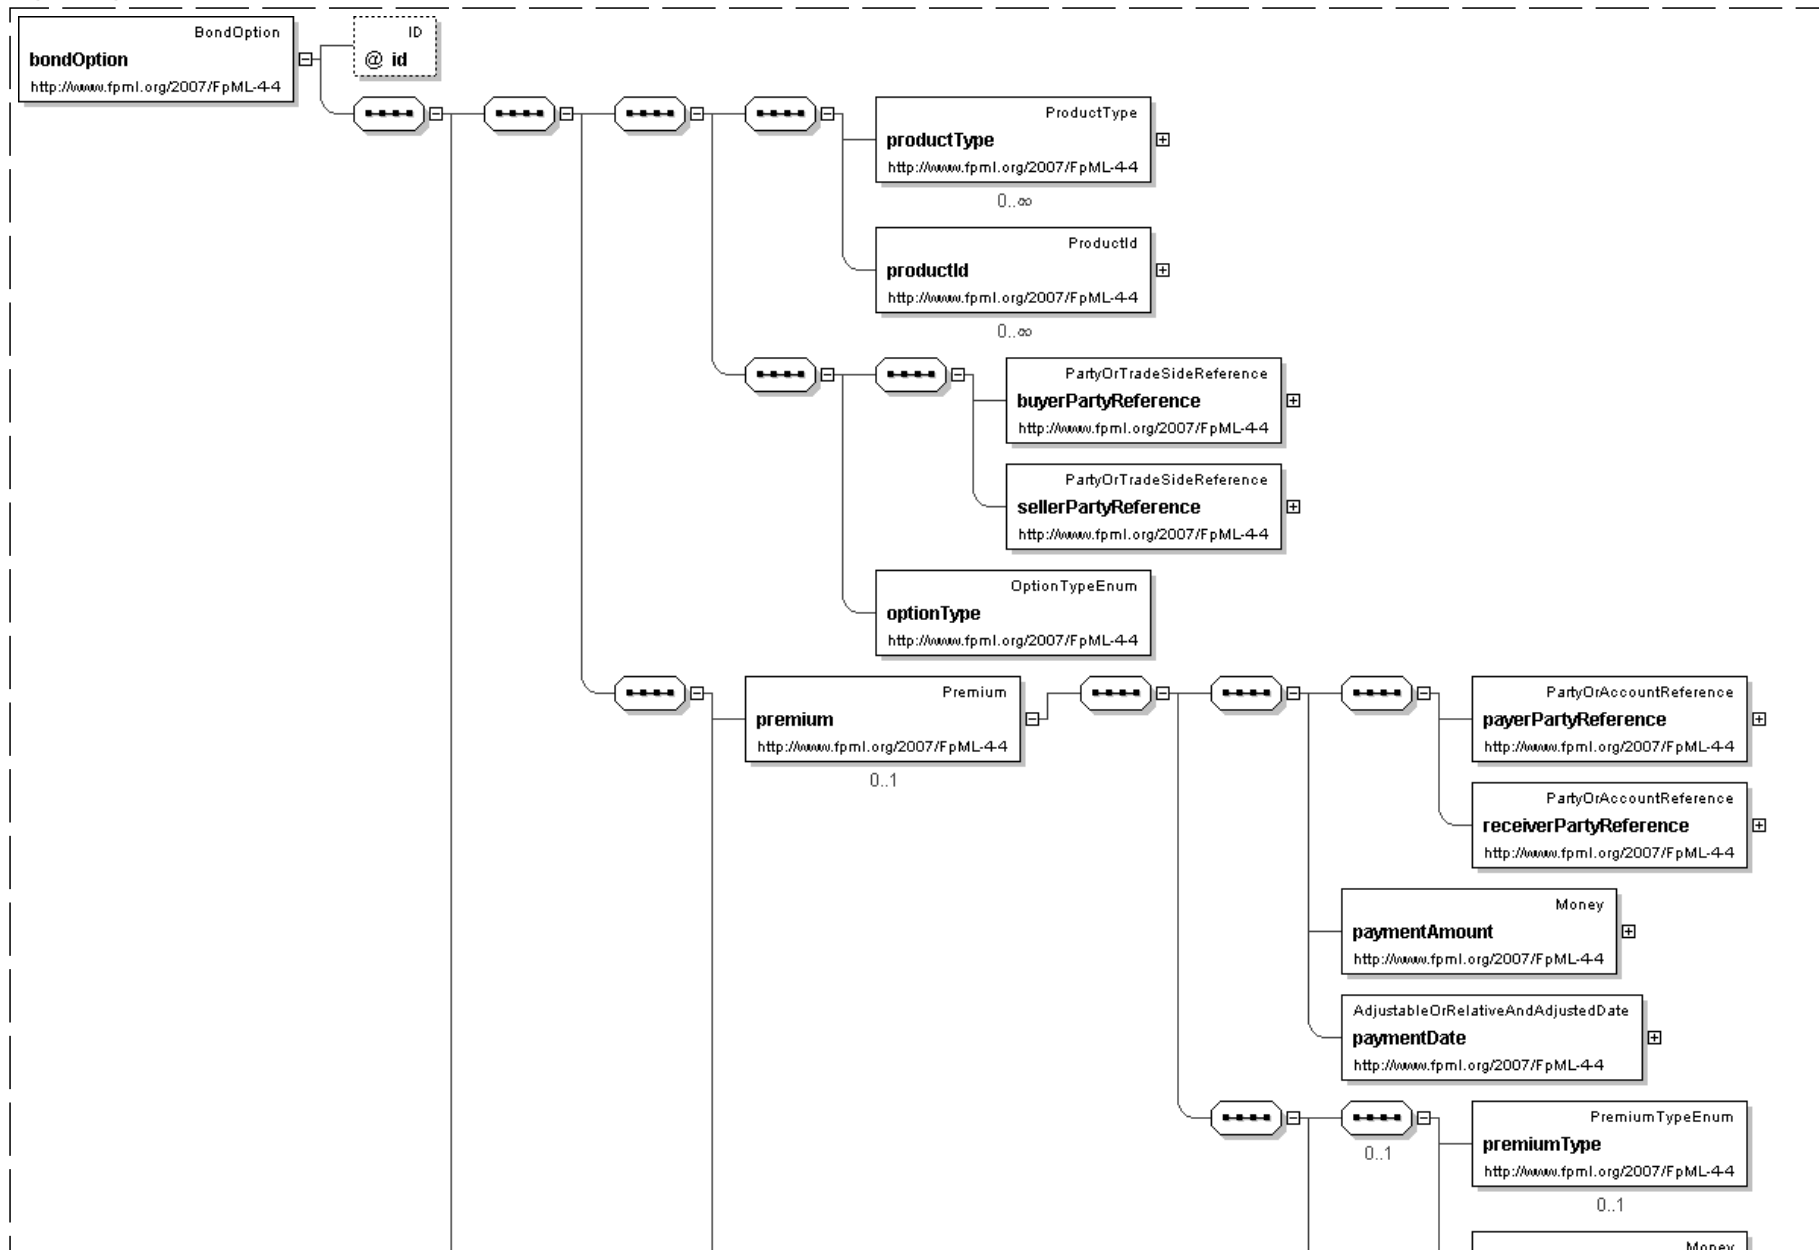 BondOption
bondOption
http://www.fpml.org/2007/FpML-4-4
ID
@ id
ProductType
productType
http://www.fpml.org/2007/FpML-4-4
0..∞
ProductId
productId
http://www.fpml.org/2007/FpML-4-4
0..∞
PartyOrTradeSideReference
buyerPartyReference
http://www.fpml.org/2007/FpML-4-4
PartyOrTradeSideReference
sellerPartyReference
http://www.fpml.org/2007/FpML-4-4
OptionTypeEnum
optionType
http://www.fpml.org/2007/FpML-4-4
Premium
premium
http://www.fpml.org/2007/FpML-4-4
0..1
PartyOrAccountReference
payerPartyReference
http://www.fpml.org/2007/FpML-4-4
PartyOrAccountReference
receiverPartyReference
http://www.fpml.org/2007/FpML-4-4
Money
paymentAmount
http://www.fpml.org/2007/FpML-4-4
AdjustableOrRelativeAndAdjustedDate
paymentDate
http://www.fpml.org/2007/FpML-4-4
0..1
PremiumTypeEnum
premiumType
http://www.fpml.org/2007/FpML-4-4
0..1
Money